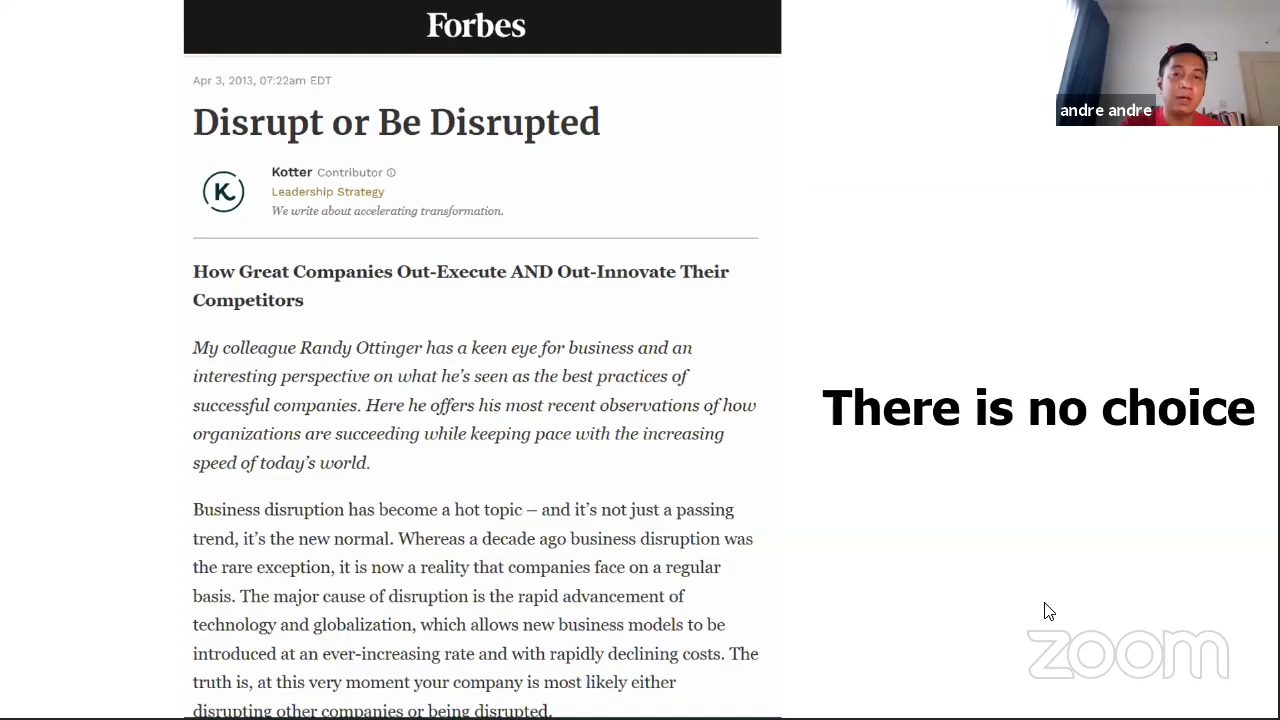 Forbes
Apr 3, 2013, 07:22am EDT
Disrupt or Be Disrupted
K
Kotter Contributor
Leadership Strategy
We write about accelerating transformation.
How Great Companies Out-Execute AND Out-Innovate Their
Competitors
My colleague Randy Ottinger has a keen eye for business and an
interesting perspective on what he's seen as the best practices of
successful companies. Here he offers his most recent observations of how
organizations are succeeding while keeping pace with the increasing
speed of today's world.
Business disruption has become a hot topic – and it's not just a passing
trend, it's the new normal. Whereas a decade ago business disruption was
the rare exception, it is now a reality that companies face on a regular
basis. The major cause of disruption is the rapid advancement of
technology and globalization, which allows new business models to be
introduced at an ever-increasing rate and with rapidly declining costs. The
truth is, at this very moment your company is most likely either
disrupting other companies or being disrupted.
There is no choice
andre andre
zoom